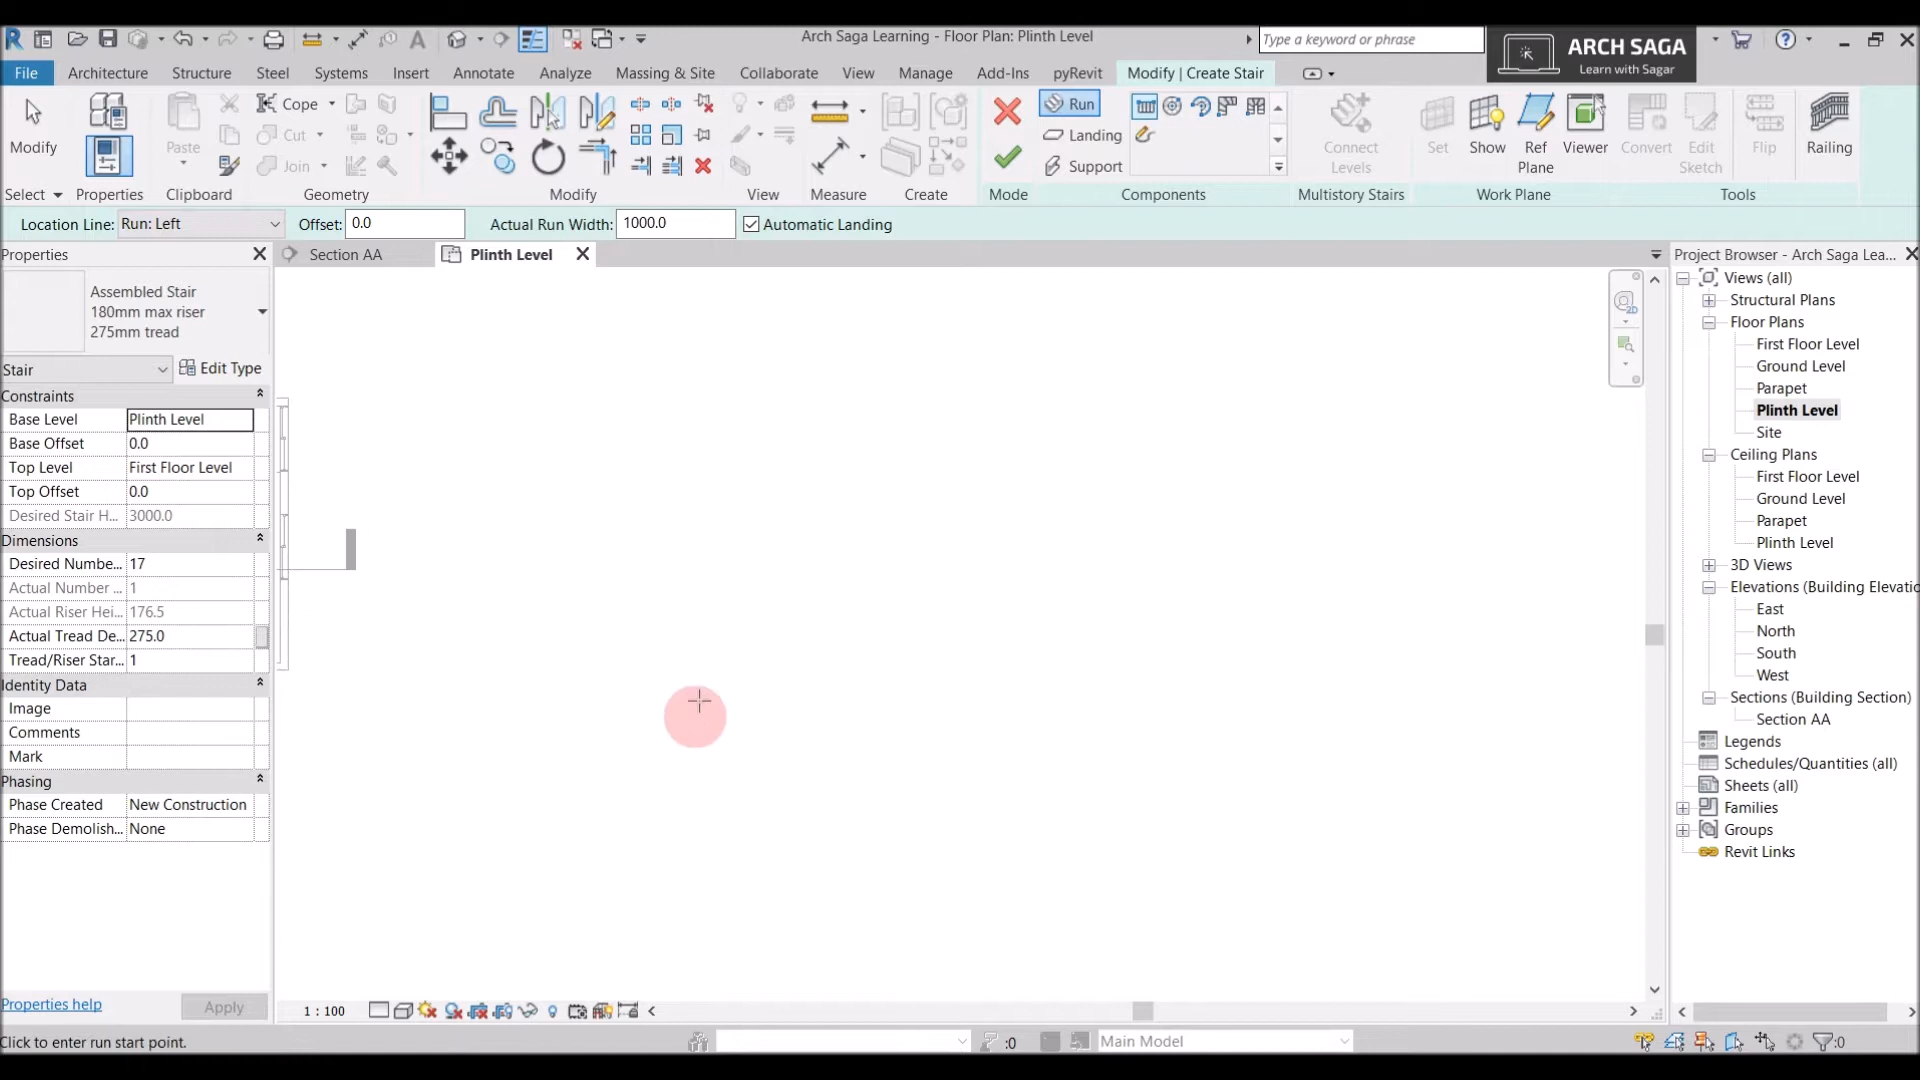 Arch Saga Learning - Floor Plan: Plinth Level
Type a keyword or phrase
ARCH SAGA
Learn with Sagar
File Architecture Structure Steel Systems Insert Annotate Analyze Massing & Site Collaborate View Manage Add-Ins pyRevit Modify | Create Stair
Modify
Paste
Cope
Cut
Join
Run
Landing
Support
Connect Levels
Set
Show
Ref Plane
Viewer
Convert
Edit Sketch
Flip
Railing
Select Properties Clipboard Geometry Modify View Measure Create Mode Components Multistory Stairs Work Plane Tools
Location Line: Run: Left Offset: 0.0 Actual Run Width: 1000.0 Automatic Landing
Properties
Section AA
Plinth Level
Project Browser - Arch Saga Lea...
Assembled Stair
180mm max riser
275mm tread
Stair Edit Type
Constraints
Base Level Plinth Level
Base Offset 0.0
Top Level First Floor Level
Top Offset 0.0
Desired Stair H... 3000.0
Dimensions
Desired Numbe... 17
Actual Number ... 1
Actual Riser Hei... 176.5
Actual Tread De... 275.0
Tread/Riser Star... 1
Identity Data
Image
Comments
Mark
Phasing
Phase Created New Construction
Phase Demolish... None
Properties help Apply
2D
Views (all)
Structural Plans
Floor Plans
First Floor Level
Ground Level
Parapet
Plinth Level
Site
Ceiling Plans
First Floor Level
Ground Level
Parapet
Plinth Level
3D Views
Elevations (Building Elevatio
East
North
South
West
Sections (Building Section)
Section AA
Legends
Schedules/Quantities (all)
Sheets (all)
Families
Groups
Revit Links
1 : 100
Click to enter run start point.
:0
Main Model
:0